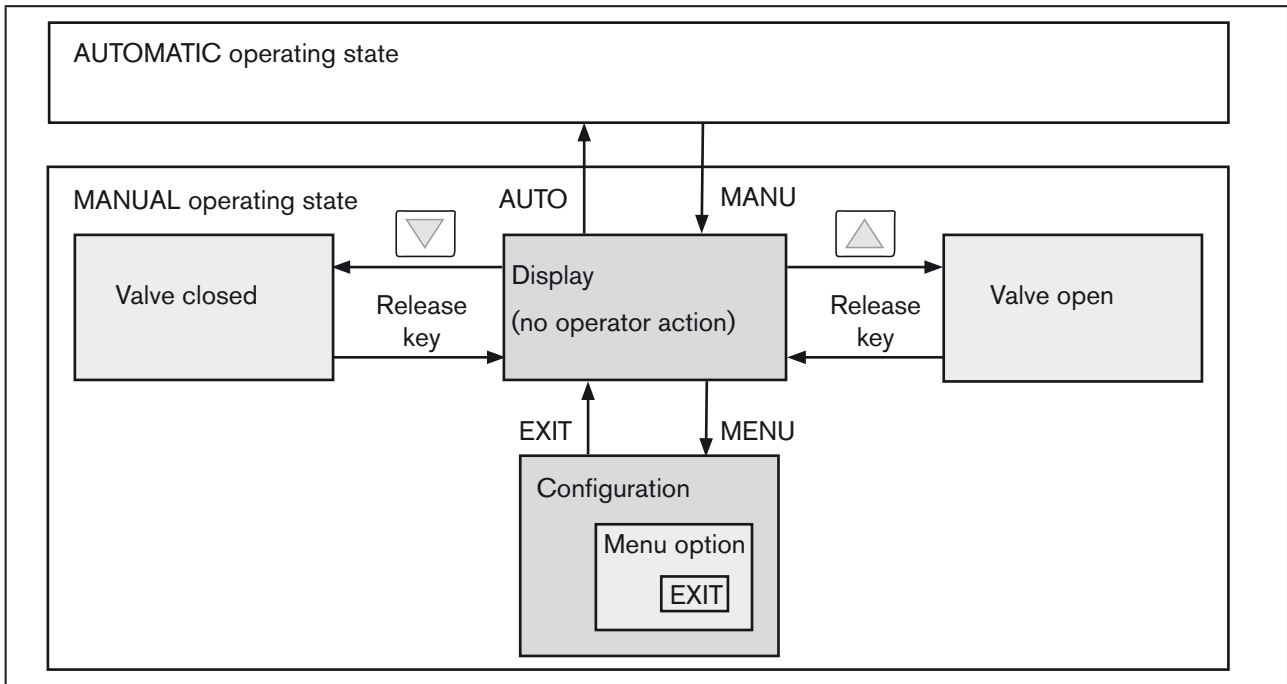 AUTOMATIC operating state
MANUAL operating state
AUTO
MANU
Valve closed
Release
key
Display
(no operator action)
Release
key
Valve open
EXIT
MENU
Configuration
Menu option
EXIT